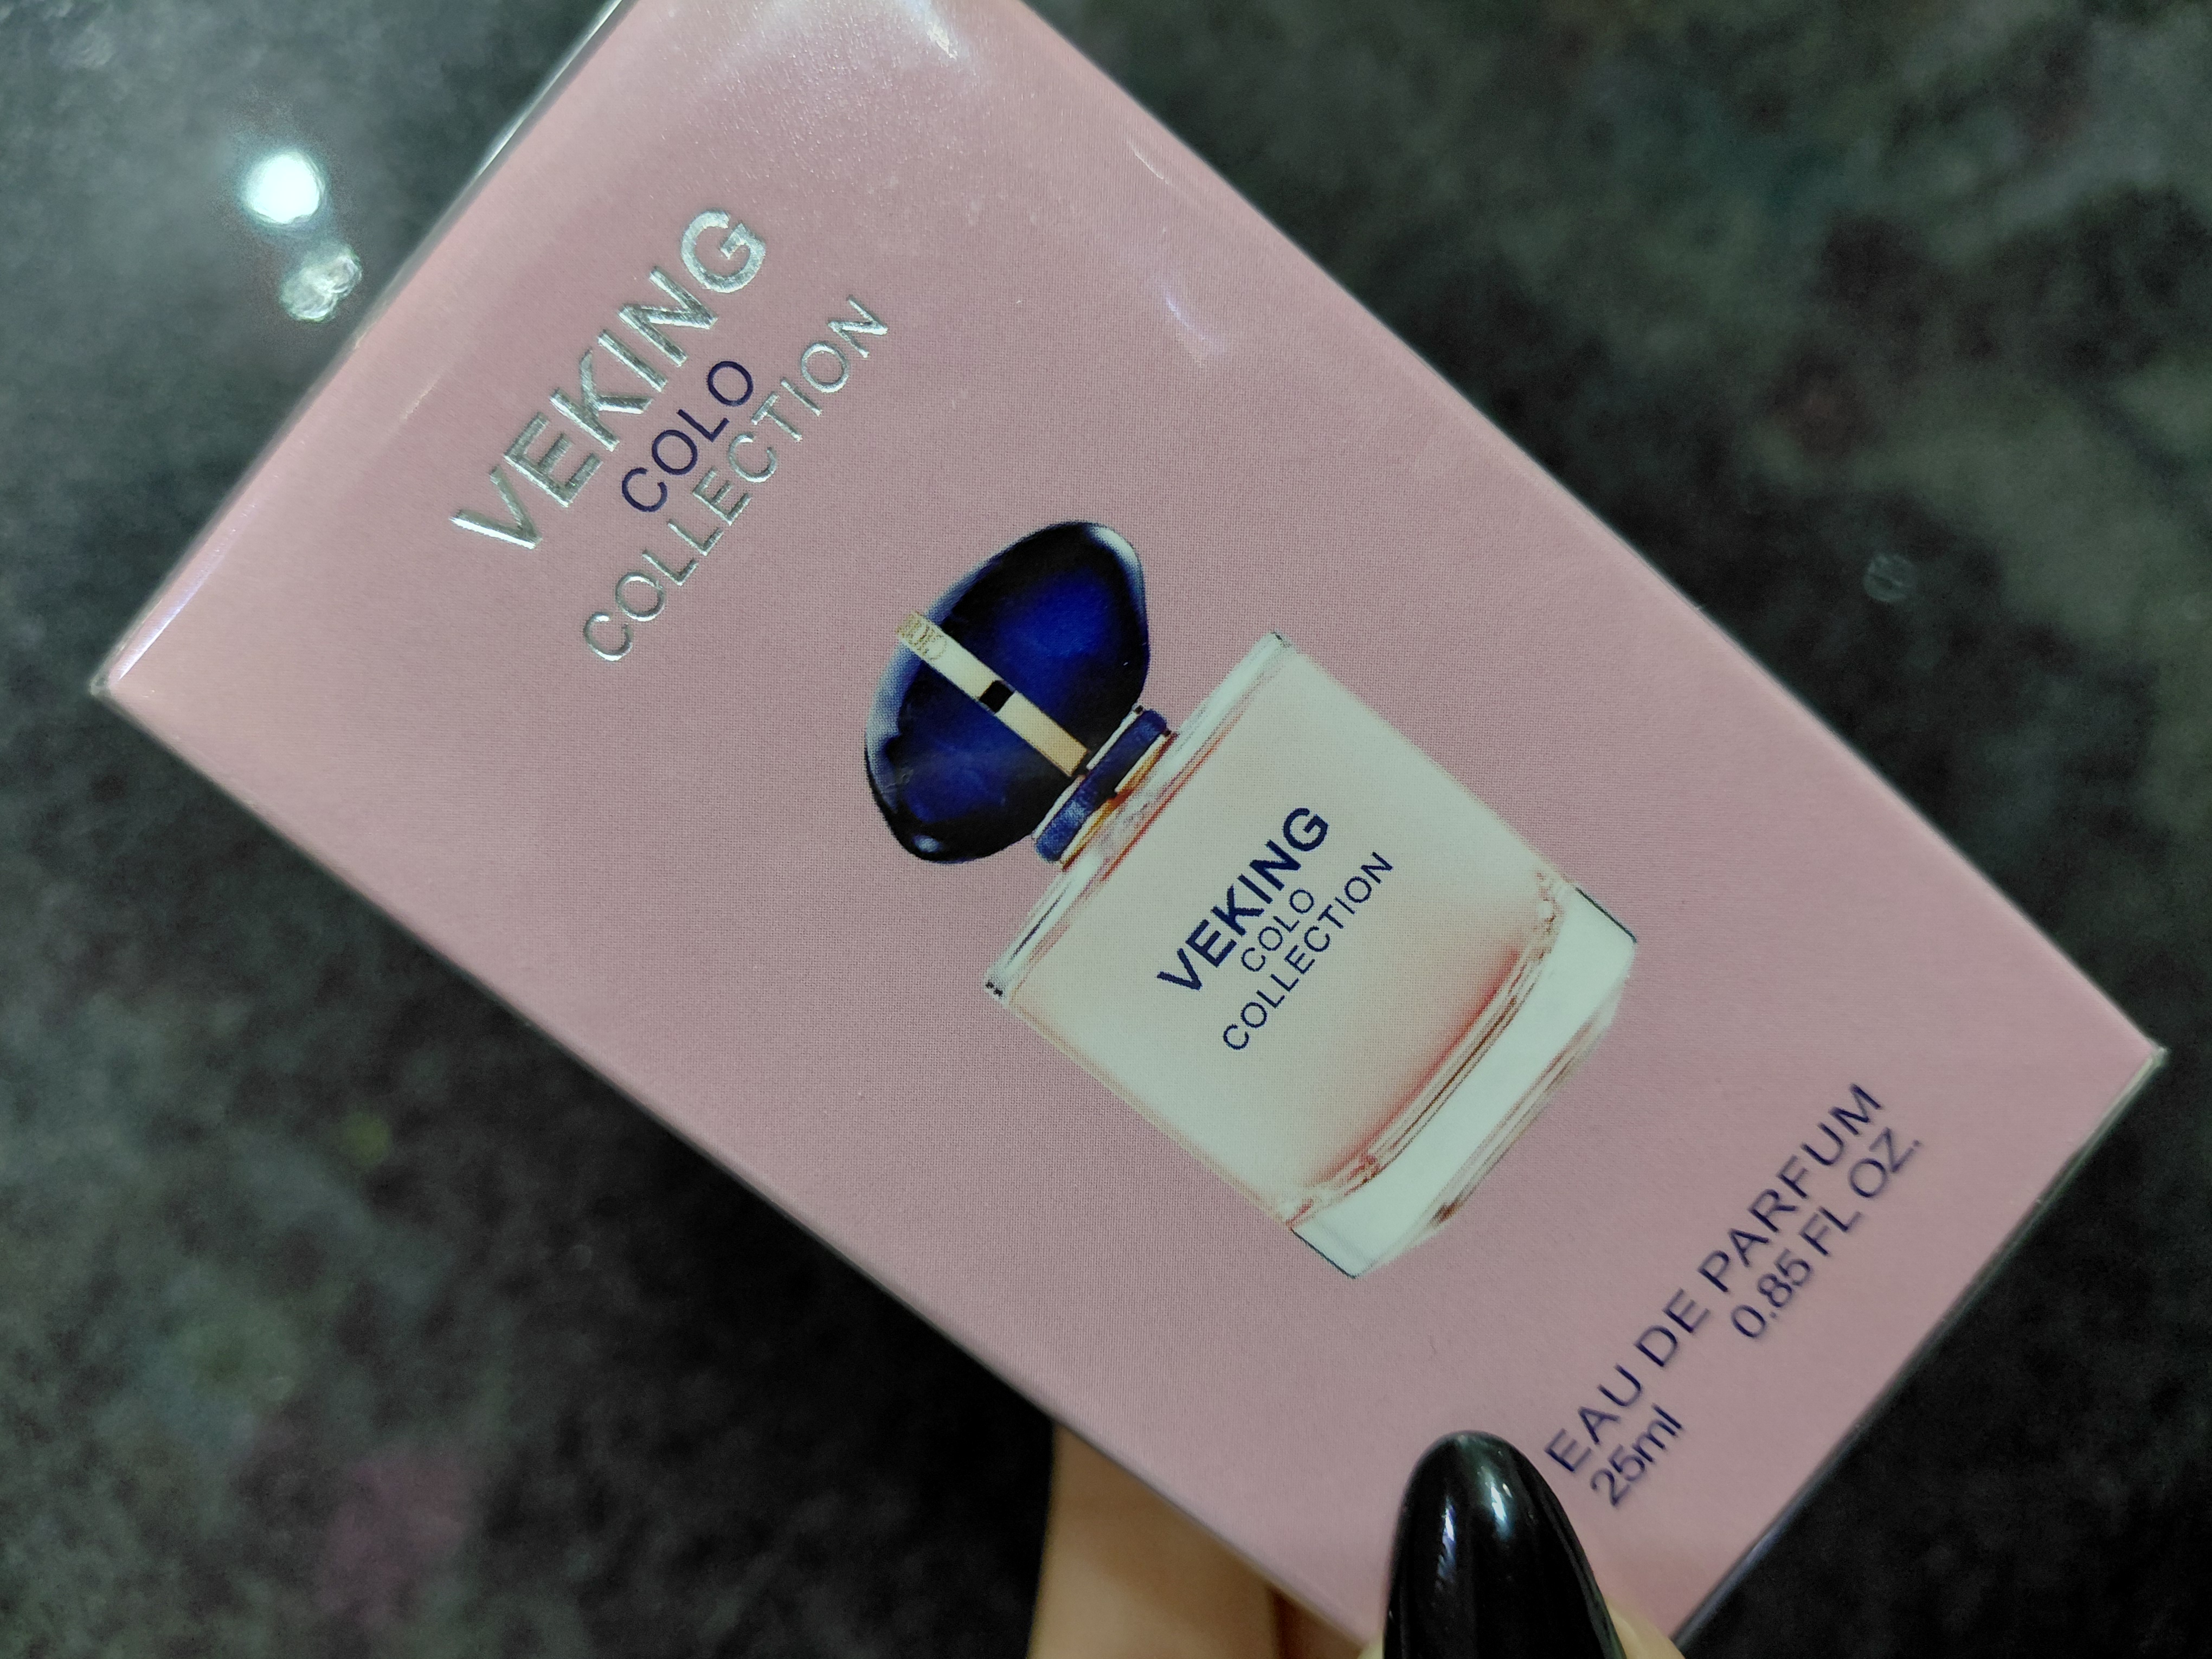 VEKING
COLO
COLLECTION
VEKING
COLO
COLLECTION
EAU DE PARFUM
25ml 0.85 FL OZ.